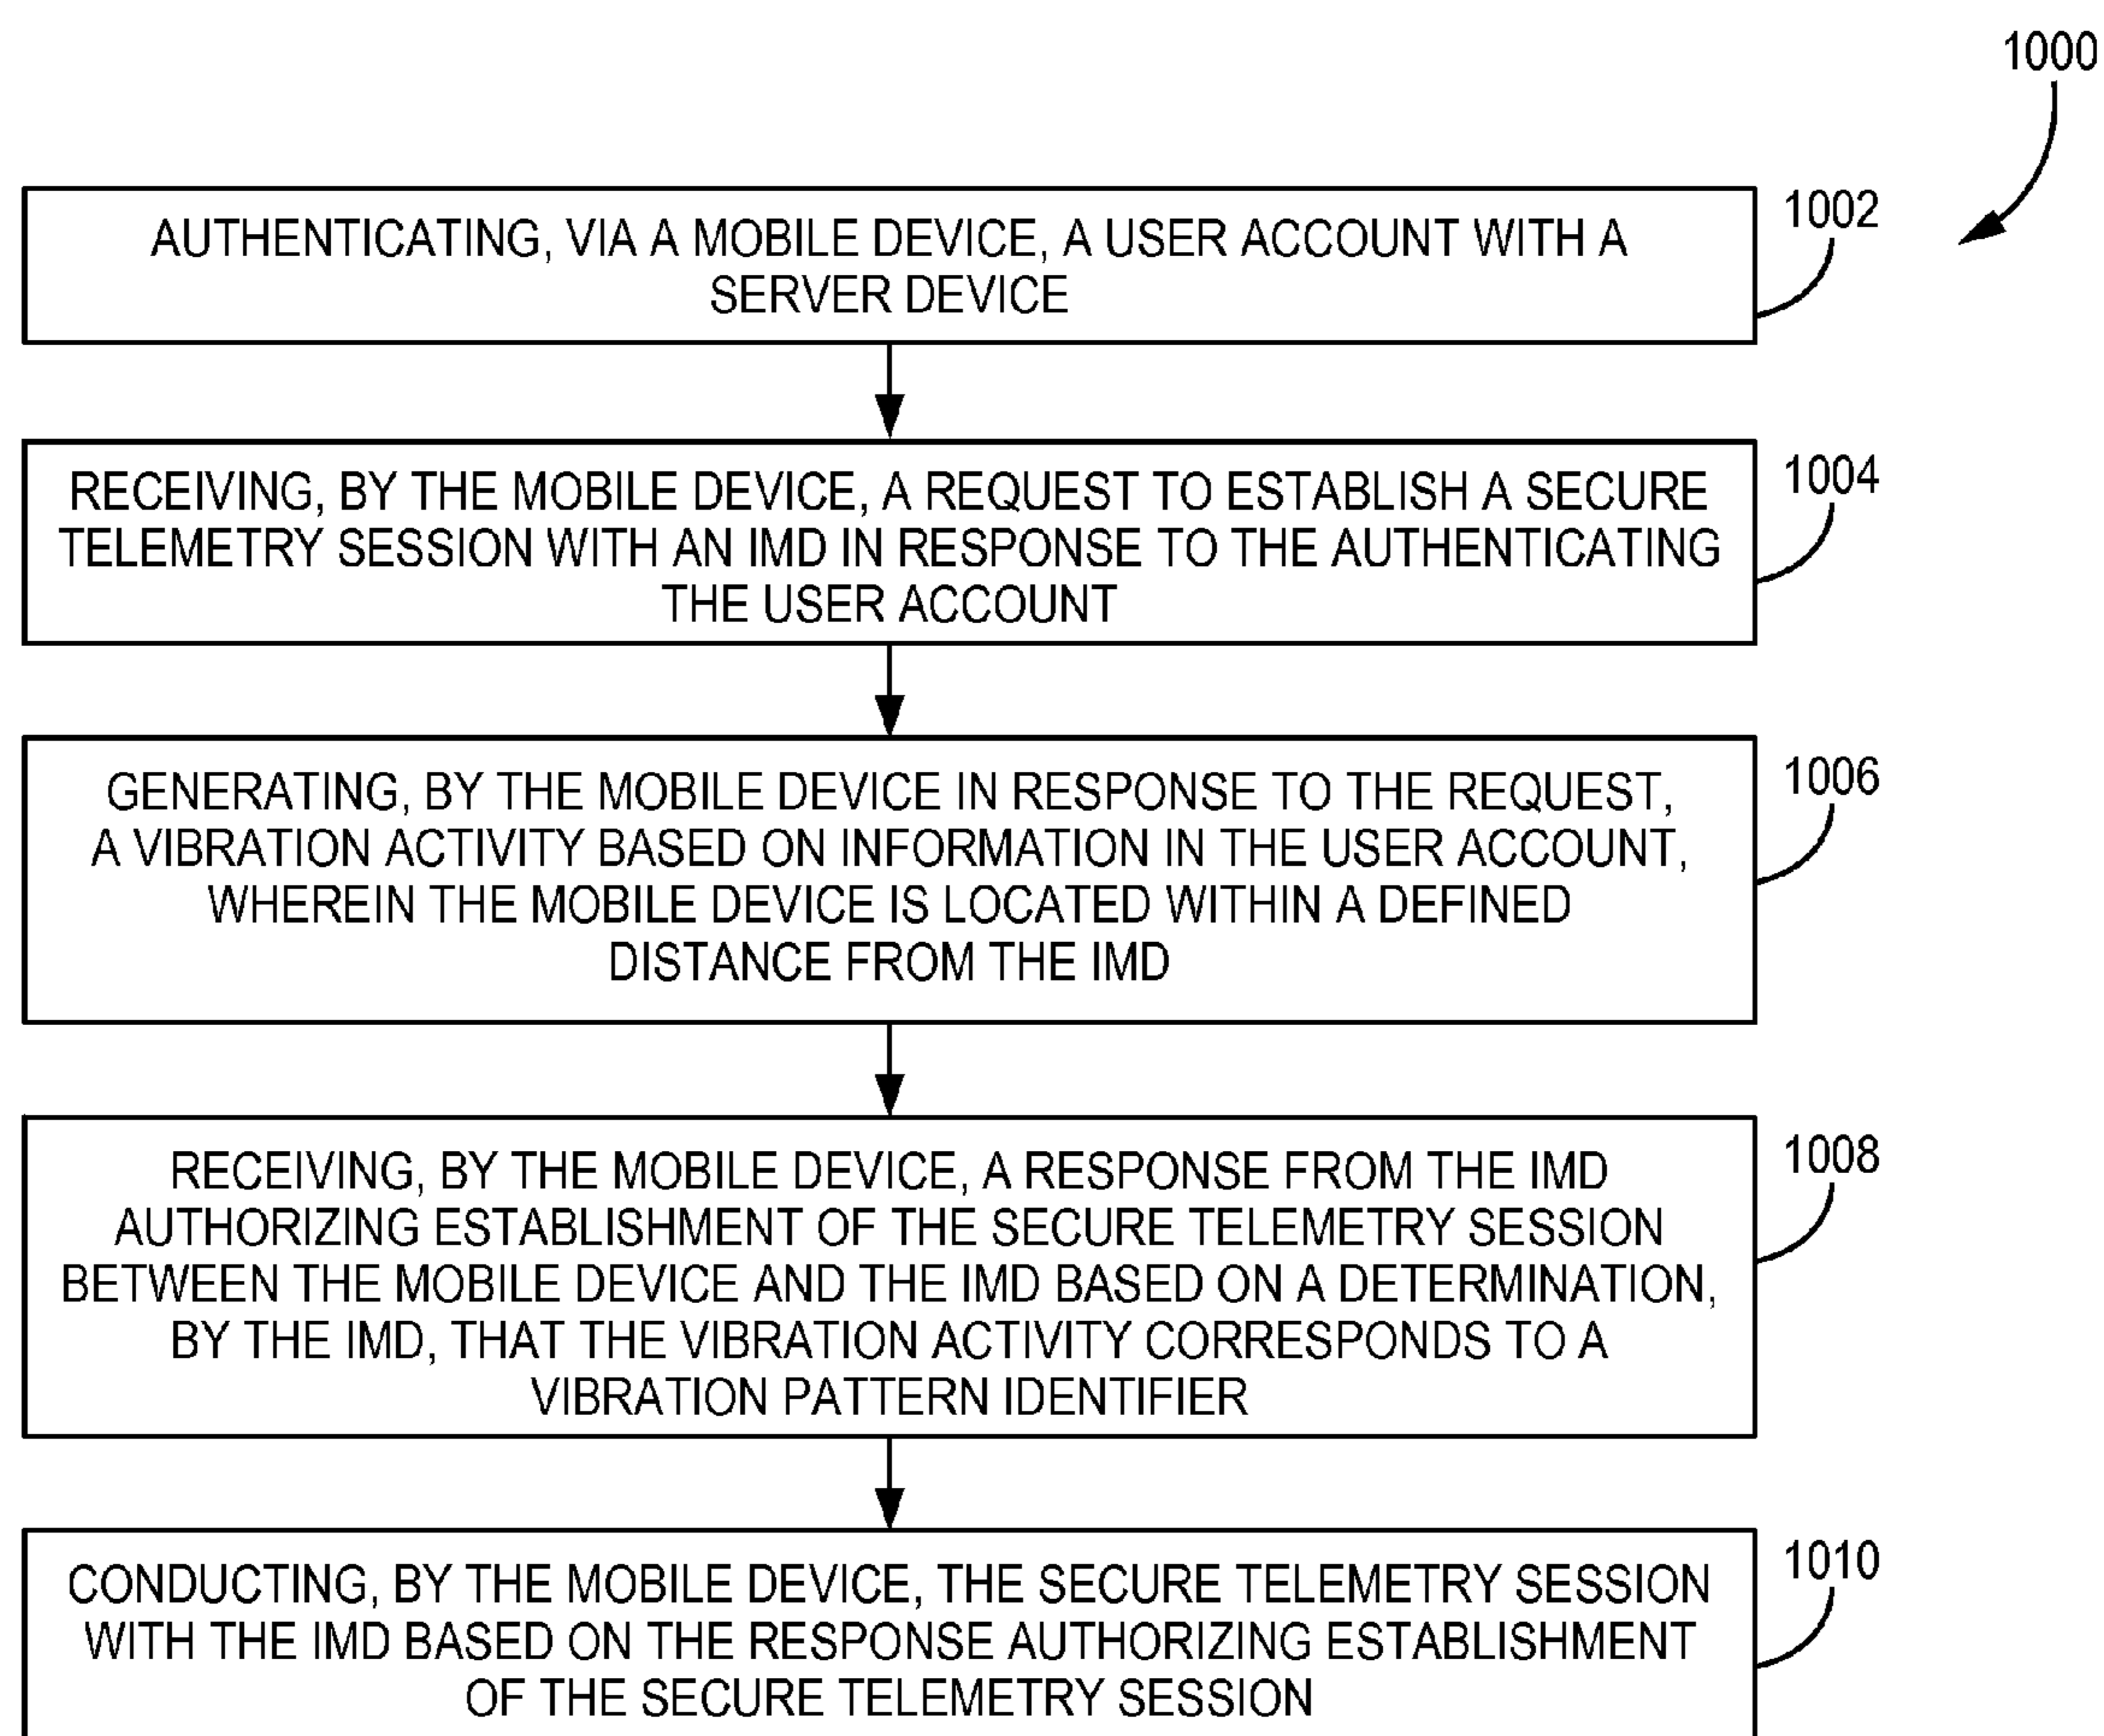 1000
AUTHENTICATING, VIA A MOBILE DEVICE, A USER ACCOUNT WITH A
SERVER DEVICE
1002
RECEIVING, BY THE MOBILE DEVICE, A REQUEST TO ESTABLISH A SECURE
TELEMETRY SESSION WITH AN IMD IN RESPONSE TO THE AUTHENTICATING
THE USER ACCOUNT
1004
GENERATING, BY THE MOBILE DEVICE IN RESPONSE TO THE REQUEST,
A VIBRATION ACTIVITY BASED ON INFORMATION IN THE USER ACCOUNT,
WHEREIN THE MOBILE DEVICE IS LOCATED WITHIN A DEFINED
DISTANCE FROM THE IMD
1006
RECEIVING, BY THE MOBILE DEVICE, A RESPONSE FROM THE IMD
AUTHORIZING ESTABLISHMENT OF THE SECURE TELEMETRY SESSION
BETWEEN THE MOBILE DEVICE AND THE IMD BASED ON A DETERMINATION,
BY THE IMD, THAT THE VIBRATION ACTIVITY CORRESPONDS TO A
VIBRATION PATTERN IDENTIFIER
1008
CONDUCTING, BY THE MOBILE DEVICE, THE SECURE TELEMETRY SESSION
WITH THE IMD BASED ON THE RESPONSE AUTHORIZING ESTABLISHMENT
OF THE SECURE TELEMETRY SESSION
1010